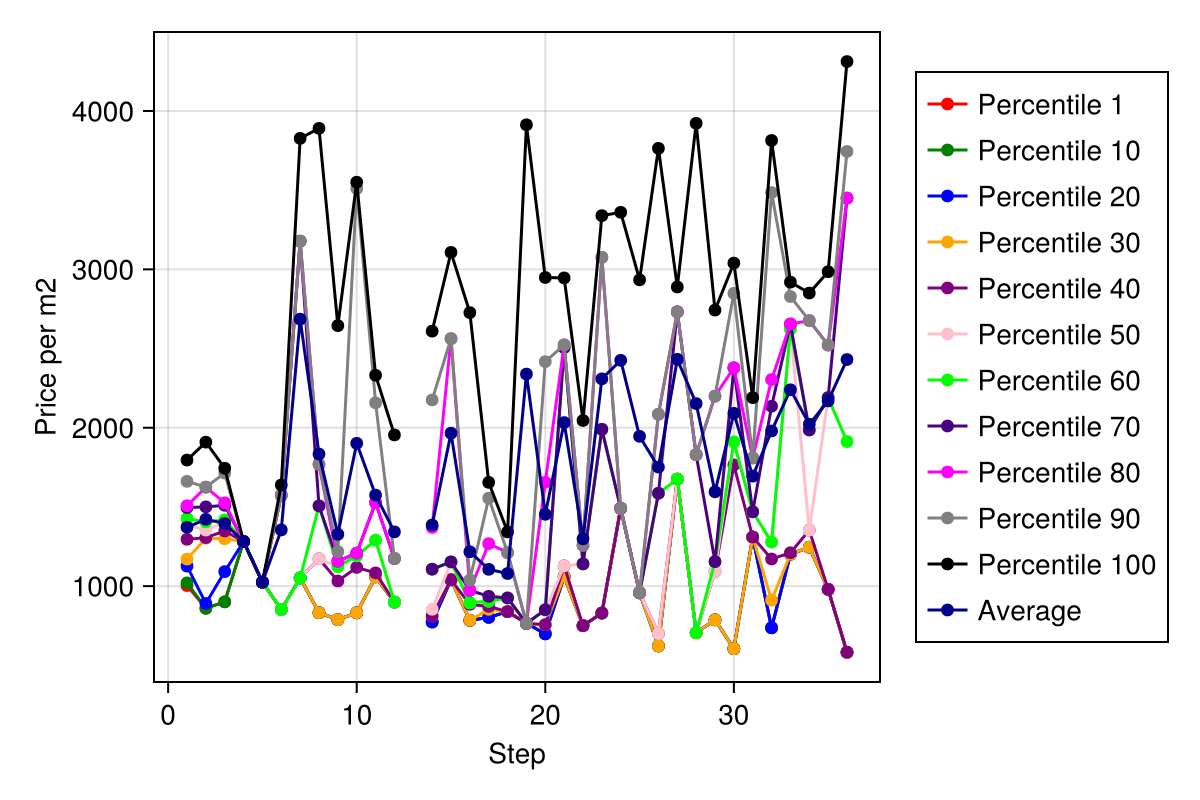 4000
3000
2000
1000
Price per m2
0
10
20
30
Step
Percentile 1
Percentile 10
Percentile 20
Percentile 30
Percentile 40
Percentile 50
Percentile 60
Percentile 70
Percentile 80
Percentile 90
Percentile 100
Average